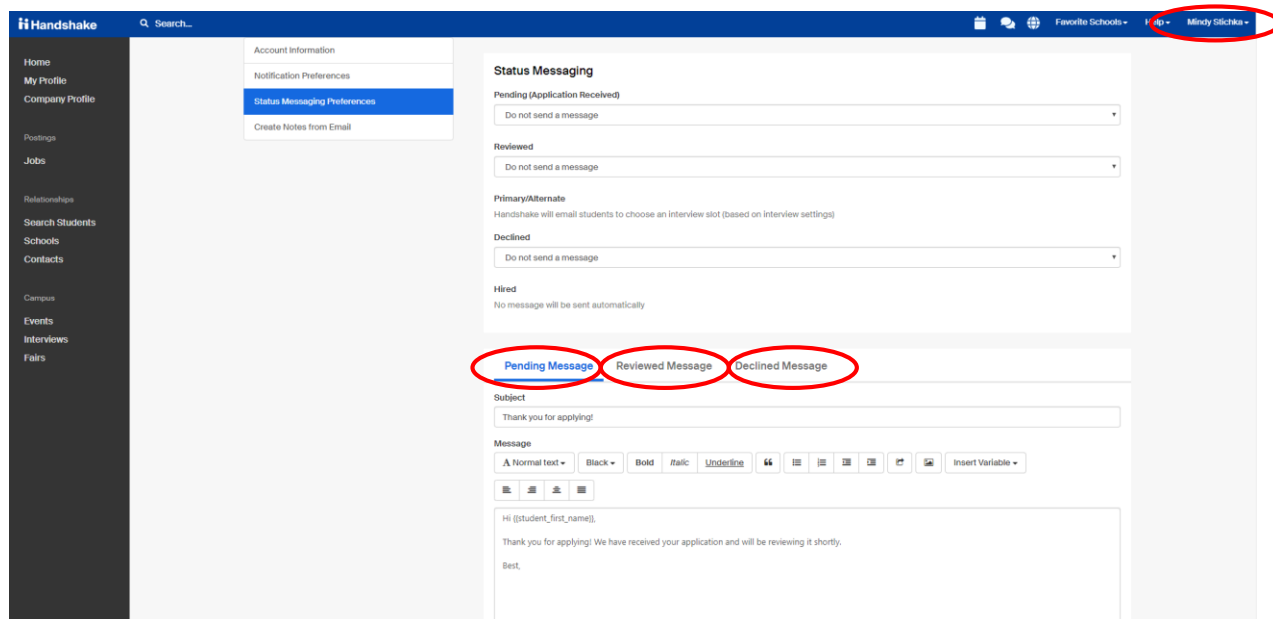 Handshake
Search...
Favorite Schools
Help
Mindy Stichka
Home
My Profile
Company Profile
Postings
Jobs
Relationships
Search Students
Schools
Contacts
Campus
Events
Interviews
Fairs
Account Information
Notification Preferences
Status Messaging Preferences
Create Notes from Email
Status Messaging
Pending (Application Received)
Do not send a message
Reviewed
Do not send a message
Primary/Alternate
Handshake will email students to choose an interview slot (based on interview settings)
Declined
Do not send a message
Hired
No message will be sent automatically
Pending Message Reviewed Message Declined Message
Subject
Thank you for applying!
Message
A Normal text Black Bold Italic Underline Insert Variable
Hi {{student_first_name}},
Thank you for applying! We have received your application and will be reviewing it shortly.
Best,